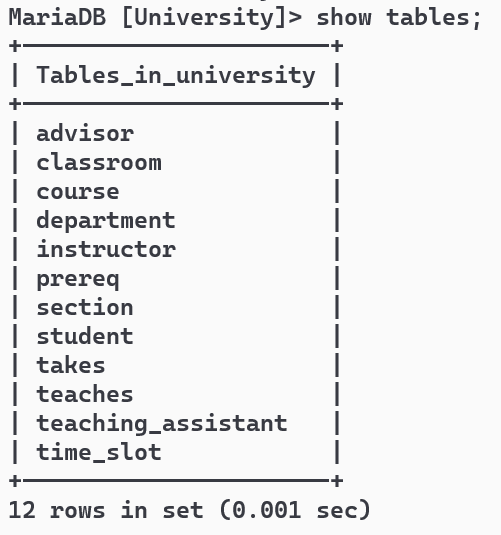 MariaDB [University]> show tables;
+----------------------+
| Tables_in_university |
+----------------------+
| advisor              |
| classroom            |
| course               |
| department           |
| instructor           |
| prereq               |
| section              |
| student              |
| takes                |
| teaches              |
| teaching_assistant   |
| time_slot            |
+----------------------+
12 rows in set (0.001 sec)